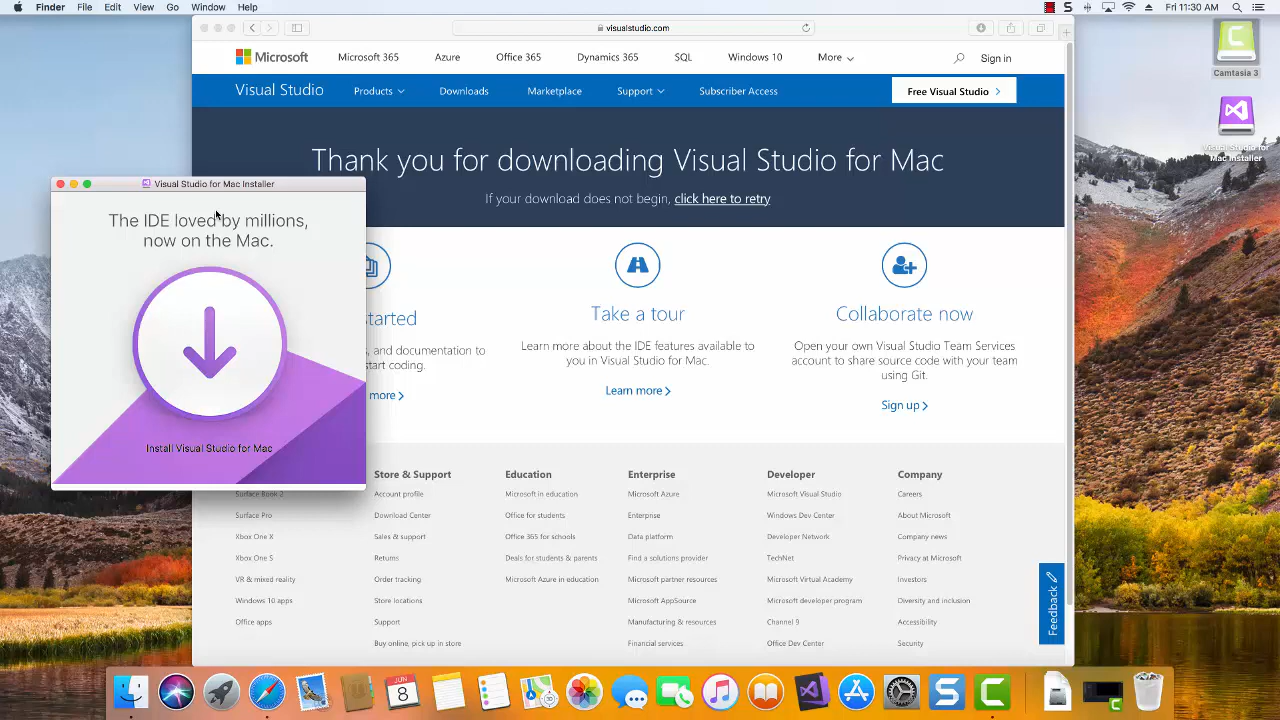 Finder File Edit View Go Window Help
Fri 11:30 AM
visualstudio.com
Camtasia 3
Visual Studio for
Mac Installer
Microsoft Microsoft 365 Azure Office 365 Dynamics 365 SQL Windows 10 More Sign in
Visual Studio Products Downloads Marketplace Support Subscriber Access Free Visual Studio
Thank you for downloading Visual Studio for Mac
If your download does not begin, click here to retry
Visual Studio for Mac Installer
The IDE loved by millions,
now on the Mac.
Install Visual Studio for Mac
started
s, and documentation to
start coding.
more
Take a tour
Learn more about the IDE features available to
you in Visual Studio for Mac.
Learn more
Collaborate now
Open your own Visual Studio Team Services
account to share source code with your team
using Git.
Sign up
Surface Book 2
Surface Pro
Xbox One X
Xbox One S
VR & mixed reality
Windows 10 apps
Office apps
Store & Support
Account profile
Download Center
Sales & support
Returns
Order tracking
Store locations
Support
Buy online, pick up in store
Education
Microsoft in education
Office for students
Office 365 for schools
Deals for students & parents
Microsoft Azure in education
Enterprise
Microsoft Azure
Enterprise
Data platform
Find a solutions provider
Microsoft partner resources
Microsoft AppSource
Manufacturing & resources
Financial services
Developer
Microsoft Visual Studio
Windows Dev Center
Developer Network
TechNet
Microsoft Virtual Academy
Microsoft developer program
Channel 9
Office Dev Center
Company
Careers
About Microsoft
Company news
Privacy at Microsoft
Investors
Diversity and inclusion
Accessibility
Security
Feedback
JUN
8